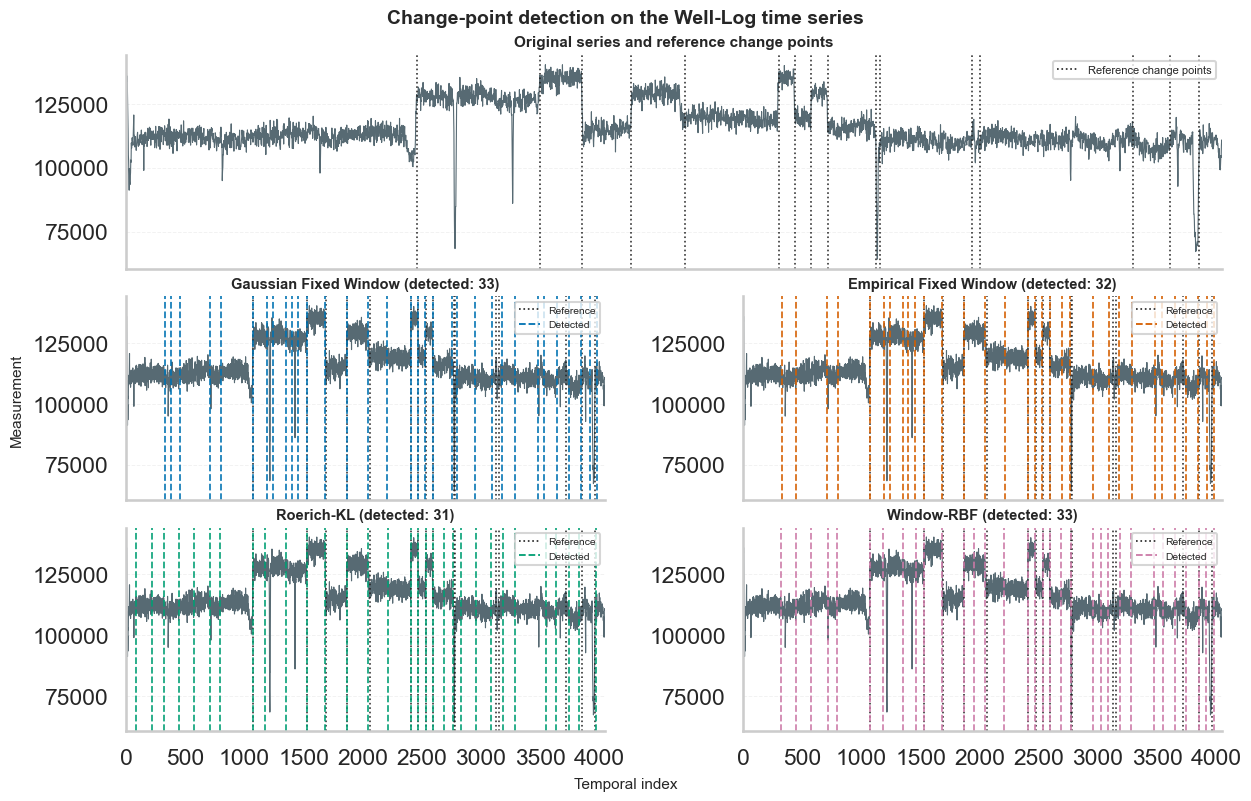 Change-point detection on the Well-Log time series
Original series and reference change points
Reference change points
125000
100000
75000
Gaussian Fixed Window (detected: 33)
Reference
Detected
125000
100000
75000
Empirical Fixed Window (detected: 32)
Reference
Detected
125000
100000
75000
Measurement
Roerich-KL (detected: 31)
Reference
Detected
125000
100000
75000
0 500 1000 1500 2000 2500 3000 3500 4000
Window-RBF (detected: 33)
Reference
Detected
125000
100000
75000
0 500 1000 1500 2000 2500 3000 3500 4000
Temporal index